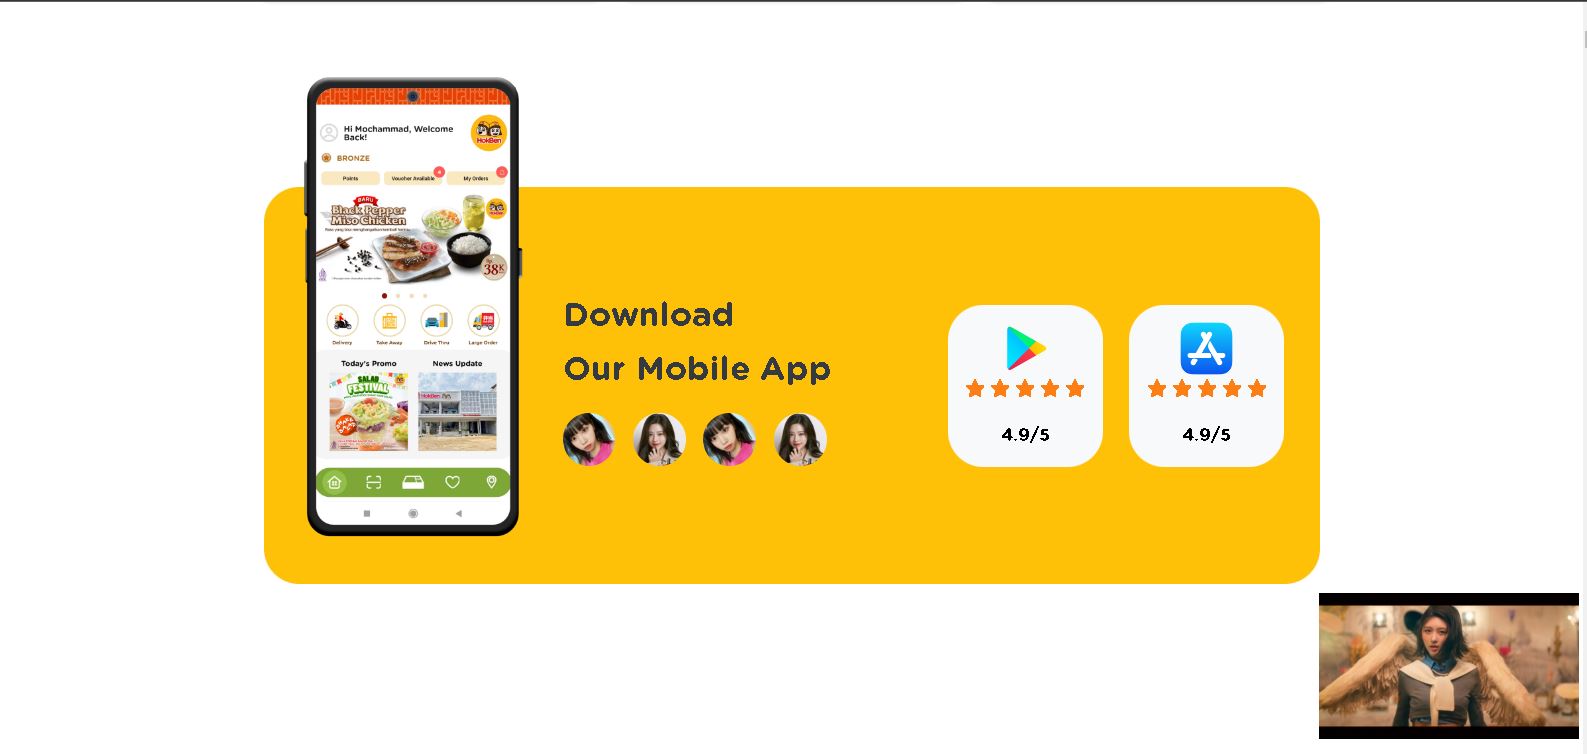 Hi Mochammad, Welcome
Back!
HokBen
BRONZE
Points
Voucher Available
4
My Orders
BARU
Black Pepper
Miso Chicken
Rp.
38K
Delivery
Take Away
Drive Thru
Large Order
Today's Promo
News Update
SALAD
FESTIVAL
HokBen
Download
Our Mobile App
4.9/5
4.9/5